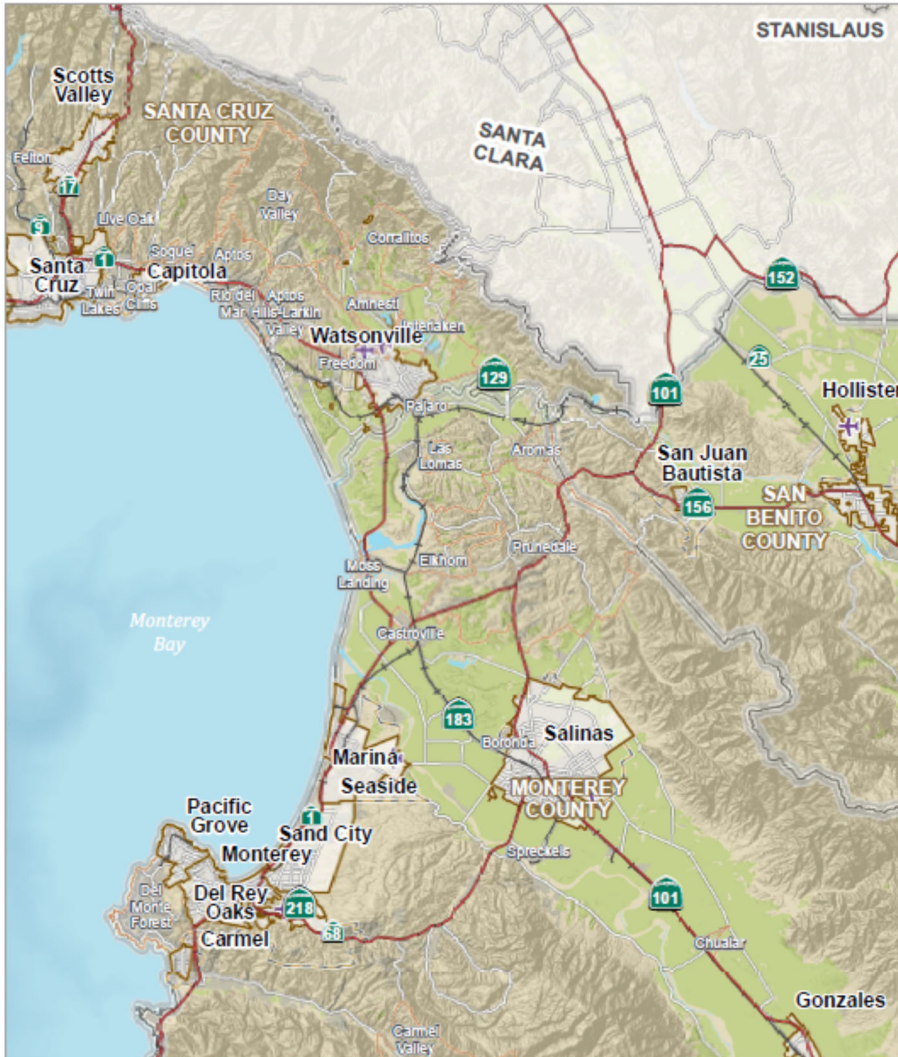 STANISLAUS
Scotts
Valley
SANTA CRUZ
COUNTY
SANTA
CLARA
Felton
17
Day
Valley
9
Live Oak
Corralitos
1
Soquel
Aptos
Santa
Cruz
Capitola
152
Twin
Lakes
Opal
Cliffs
Rio del
Mar
Aptos
Hills-Larkin
Valley
Amnesti
Watsonville
25
Freedom
129
101
Hollister
Pajaro
Las
Lomas
Aromas
San Juan
Bautista
156
SAN
BENITO
COUNTY
Prunedale
Elkhorn
Moss
Landing
Monterey
Bay
Castroville
183
Salinas
Boronda
Marina
Seaside
MONTEREY
COUNTY
Pacific
Grove
1
Sand City
Monterey
Spreckels
Del
Monte
Forest
Del Rey
Oaks
218
101
68
Carmel
Chualar
Gonzales
Carmel
Valley